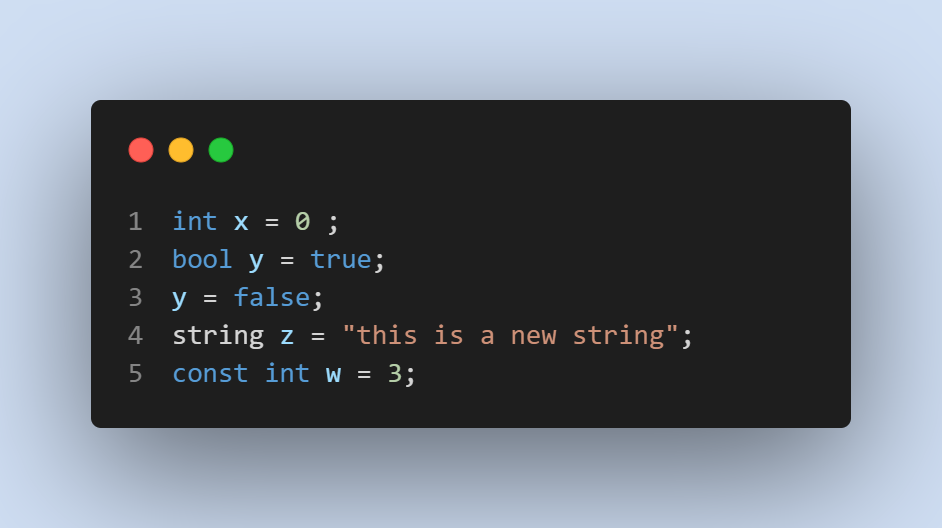 1 int x = 0 ;
2 bool y = true;
3 y = false;
4 string z = "this is a new string";
5 const int w = 3;